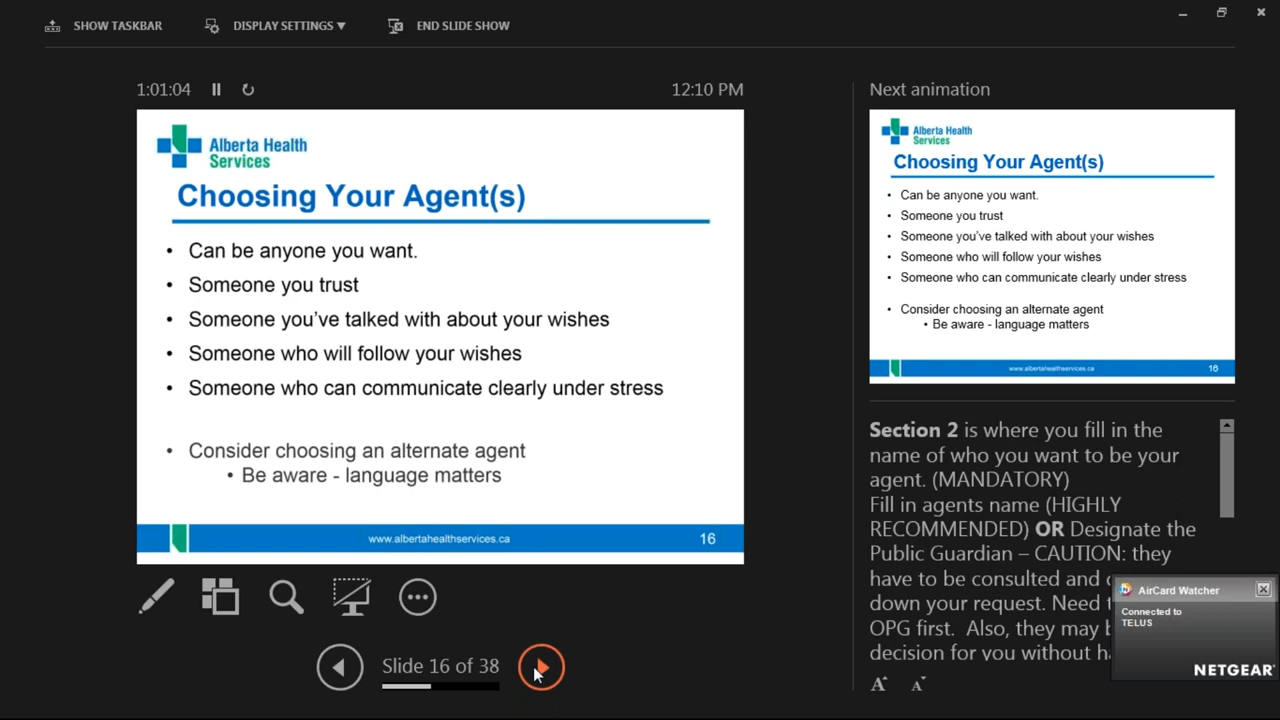 SHOW TASKBAR DISPLAY SETTINGS ▼ END SLIDE SHOW
1:01:04 12:10 PM
Alberta Health
Services
Choosing Your Agent(s)
• Can be anyone you want.
• Someone you trust
• Someone you've talked with about your wishes
• Someone who will follow your wishes
• Someone who can communicate clearly under stress
• Consider choosing an alternate agent
• Be aware - language matters
www.albertahealthservices.ca 16
Slide 16 of 38
Next animation
Alberta Health
Services
Choosing Your Agent(s)
• Can be anyone you want.
• Someone you trust
• Someone you've talked with about your wishes
• Someone who will follow your wishes
• Someone who can communicate clearly under stress
• Consider choosing an alternate agent
• Be aware - language matters
www.albertahealthservices.ca 16
Section 2 is where you fill in the
name of who you want to be your
agent. (MANDATORY)
Fill in agents name (HIGHLY
RECOMMENDED) OR Designate the
Public Guardian – CAUTION: they
have to be consulted and
down your request. Need
OPG first. Also, they may
decision for you without
A A
AirCard Watcher
Connected to
TELUS
NETGEAR